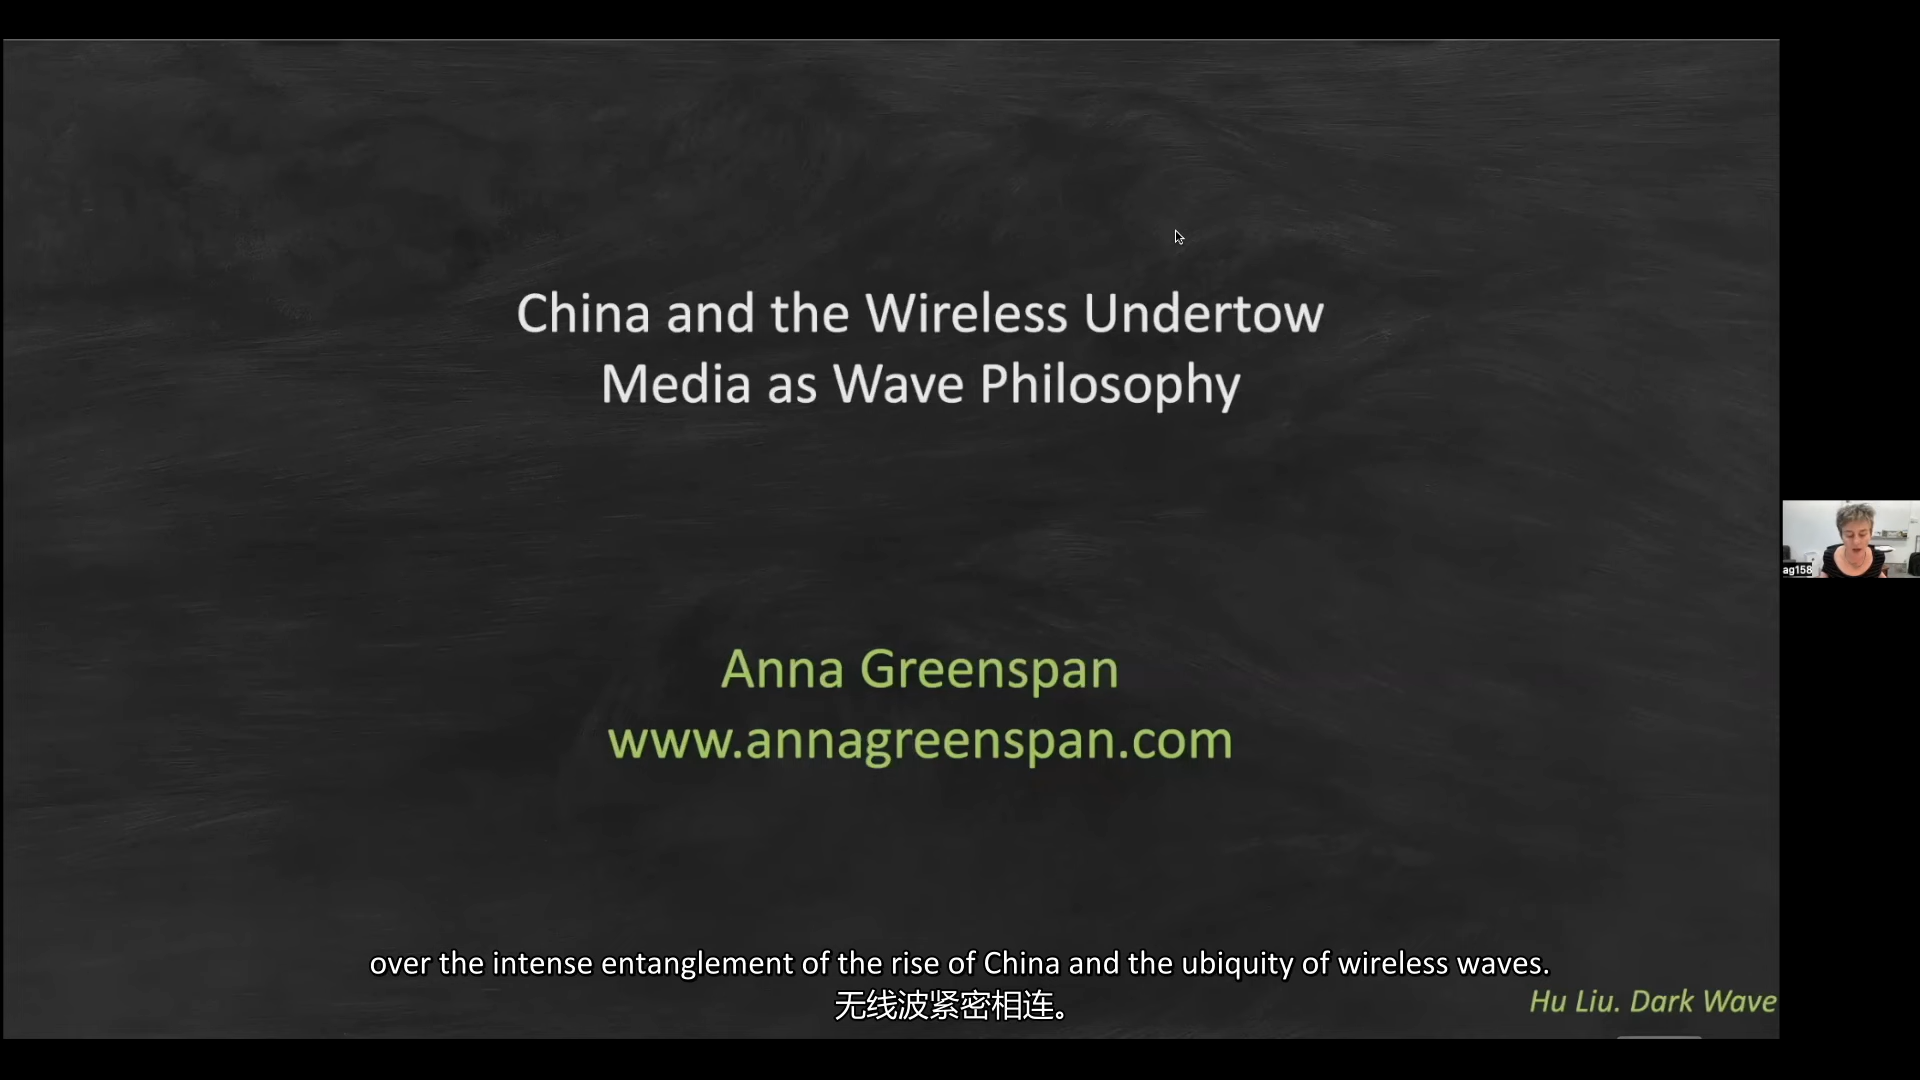 China and the Wireless Undertow
Media as Wave Philosophy
ag158
Anna Greenspan
www.annagreenspan.com
over the intense entanglement of the rise of China and the ubiquity of wireless waves.
无线波紧密相连。
Hu Liu. Dark Wave